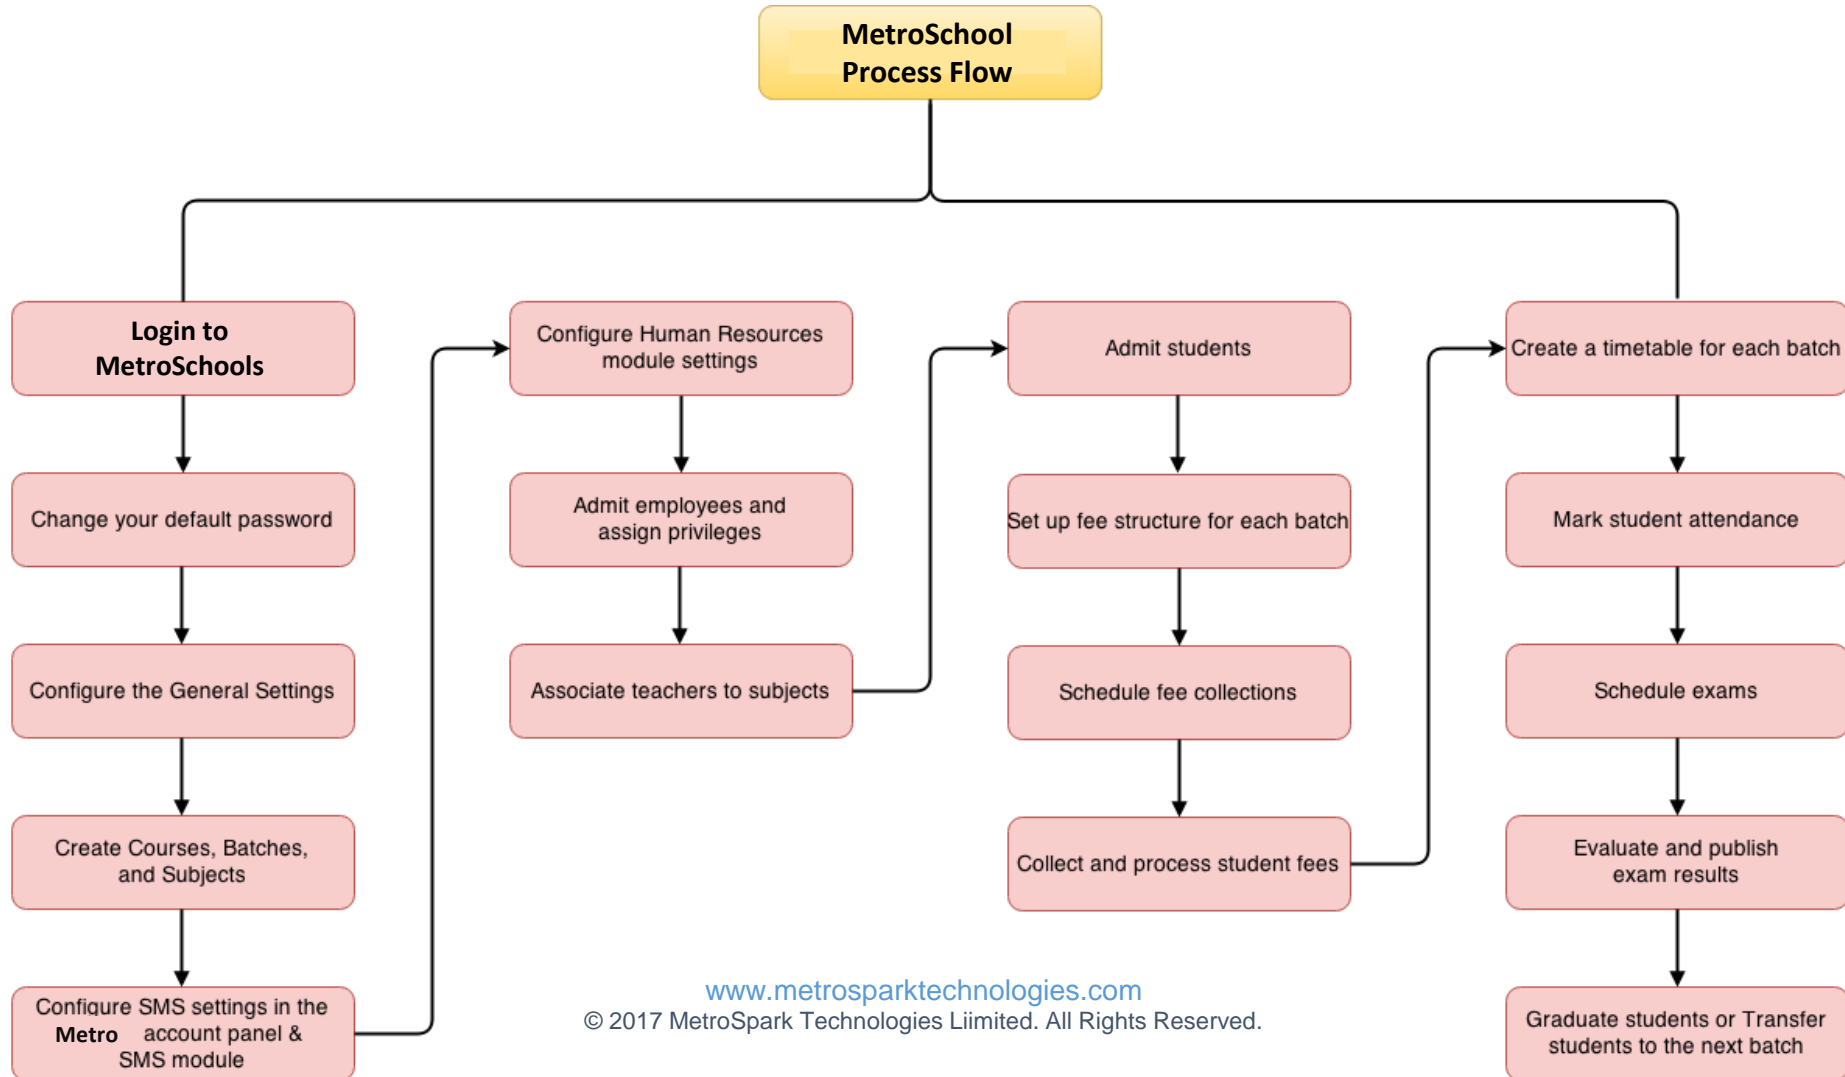 MetroSchool
Process Flow
Login to
MetroSchools
Change your default password
Configure the General Settings
Create Courses, Batches,
and Subjects
Configure SMS settings in the
Metro account panel &
SMS module
Configure Human Resources
module settings
Admit employees and
assign privileges
Associate teachers to subjects
Admit students
Set up fee structure for each batch
Schedule fee collections
Collect and process student fees
Create a timetable for each batch
Mark student attendance
Schedule exams
Evaluate and publish
exam results
Graduate students or Transfer
students to the next batch
www.metrosparktechnologies.com
© 2017 MetroSpark Technologies Liimited. All Rights Reserved.